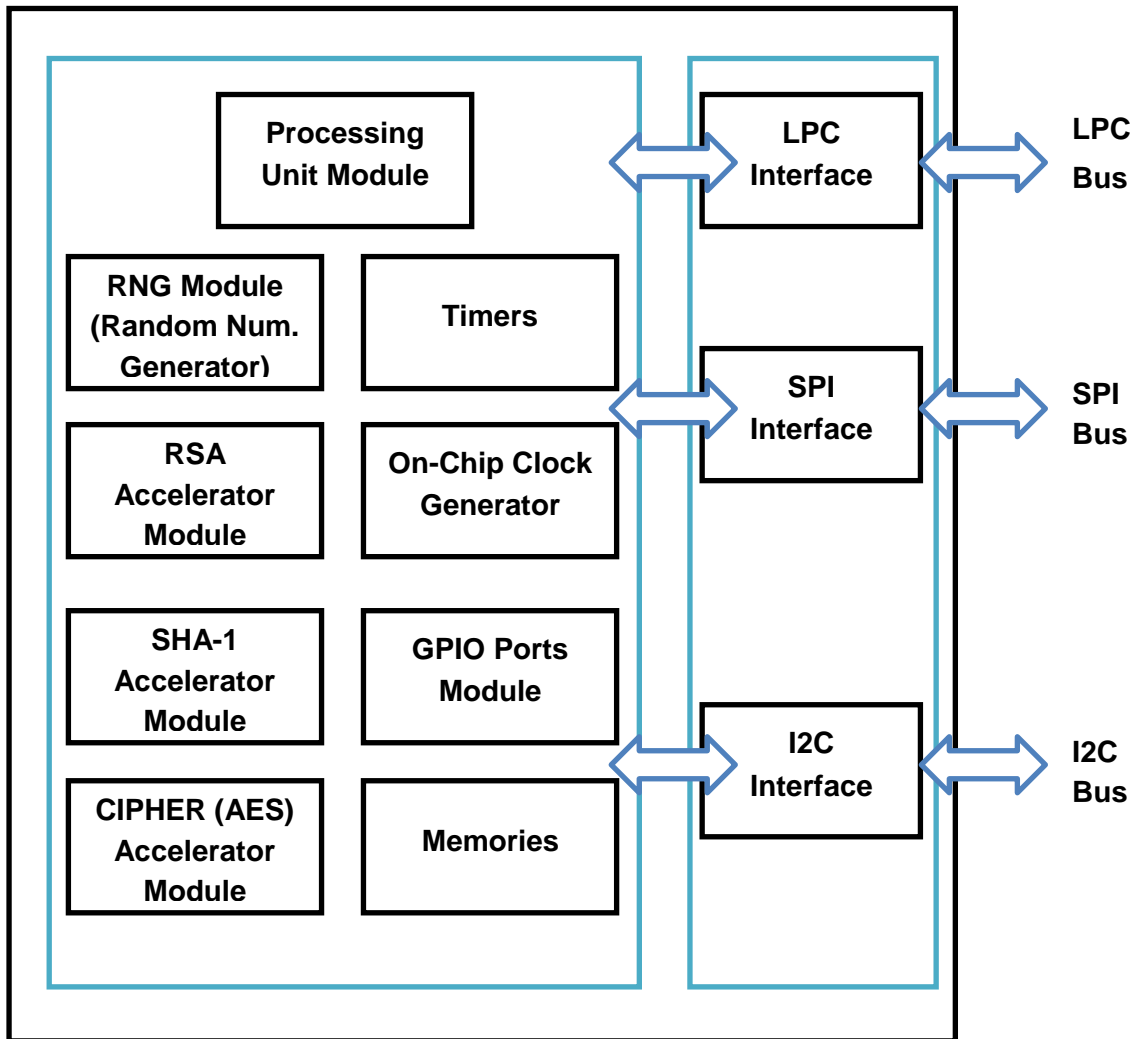 Processing
Unit Module
LPC
Interface
LPC
Bus
RNG Module
(Random Num.
Generator)
Timers
SPI
Interface
SPI
Bus
RSA
Accelerator
Module
On-Chip Clock
Generator
SHA-1
Accelerator
Module
GPIO Ports
Module
I2C
Interface
I2C
Bus
CIPHER (AES)
Accelerator
Module
Memories